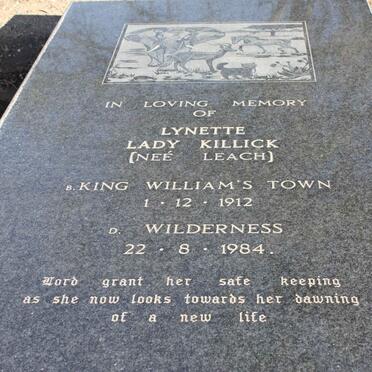 IN LOVING MEMORY
OF
LYNETTE
LADY KILLICK
(NEÉ LEACH)
B. KING WILLIAM'S TOWN
1 · 12 · 1912
D. WILDERNESS
22 · 8 · 1984.
Lord grant her safe keeping
as she now looks towards her dawning
of a new life